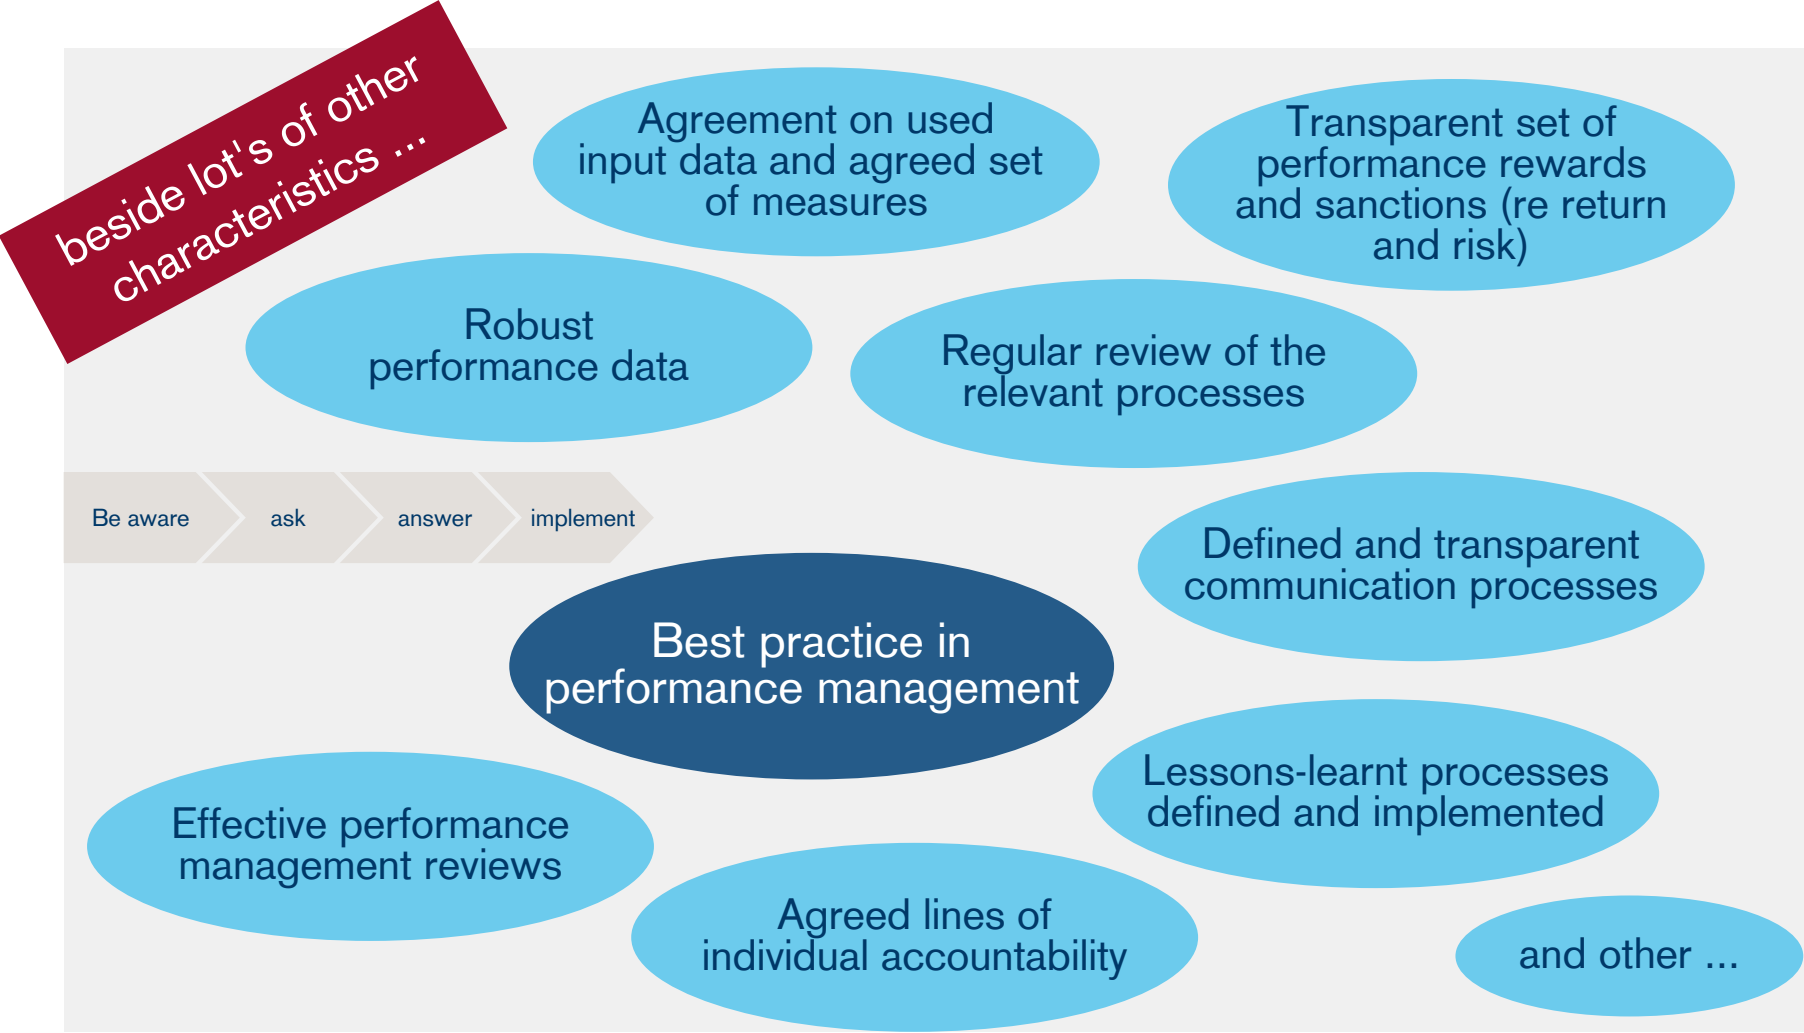 beside lot's of other
characteristics ...
Agreement on used
input data and agreed set
of measures
Transparent set of
performance rewards
and sanctions (re return
and risk)
Robust
performance data
Regular review of the
relevant processes
Be aware
ask
answer
implement
Defined and transparent
communication processes
Best practice in
performance management
Lessons-learnt processes
defined and implemented
Effective performance
management reviews
Agreed lines of
individual accountability
and other ...